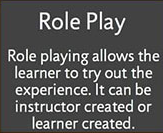 Role Play
Role playing allows the
learner to try out the
experience. It can be
instructor created or
learner created.